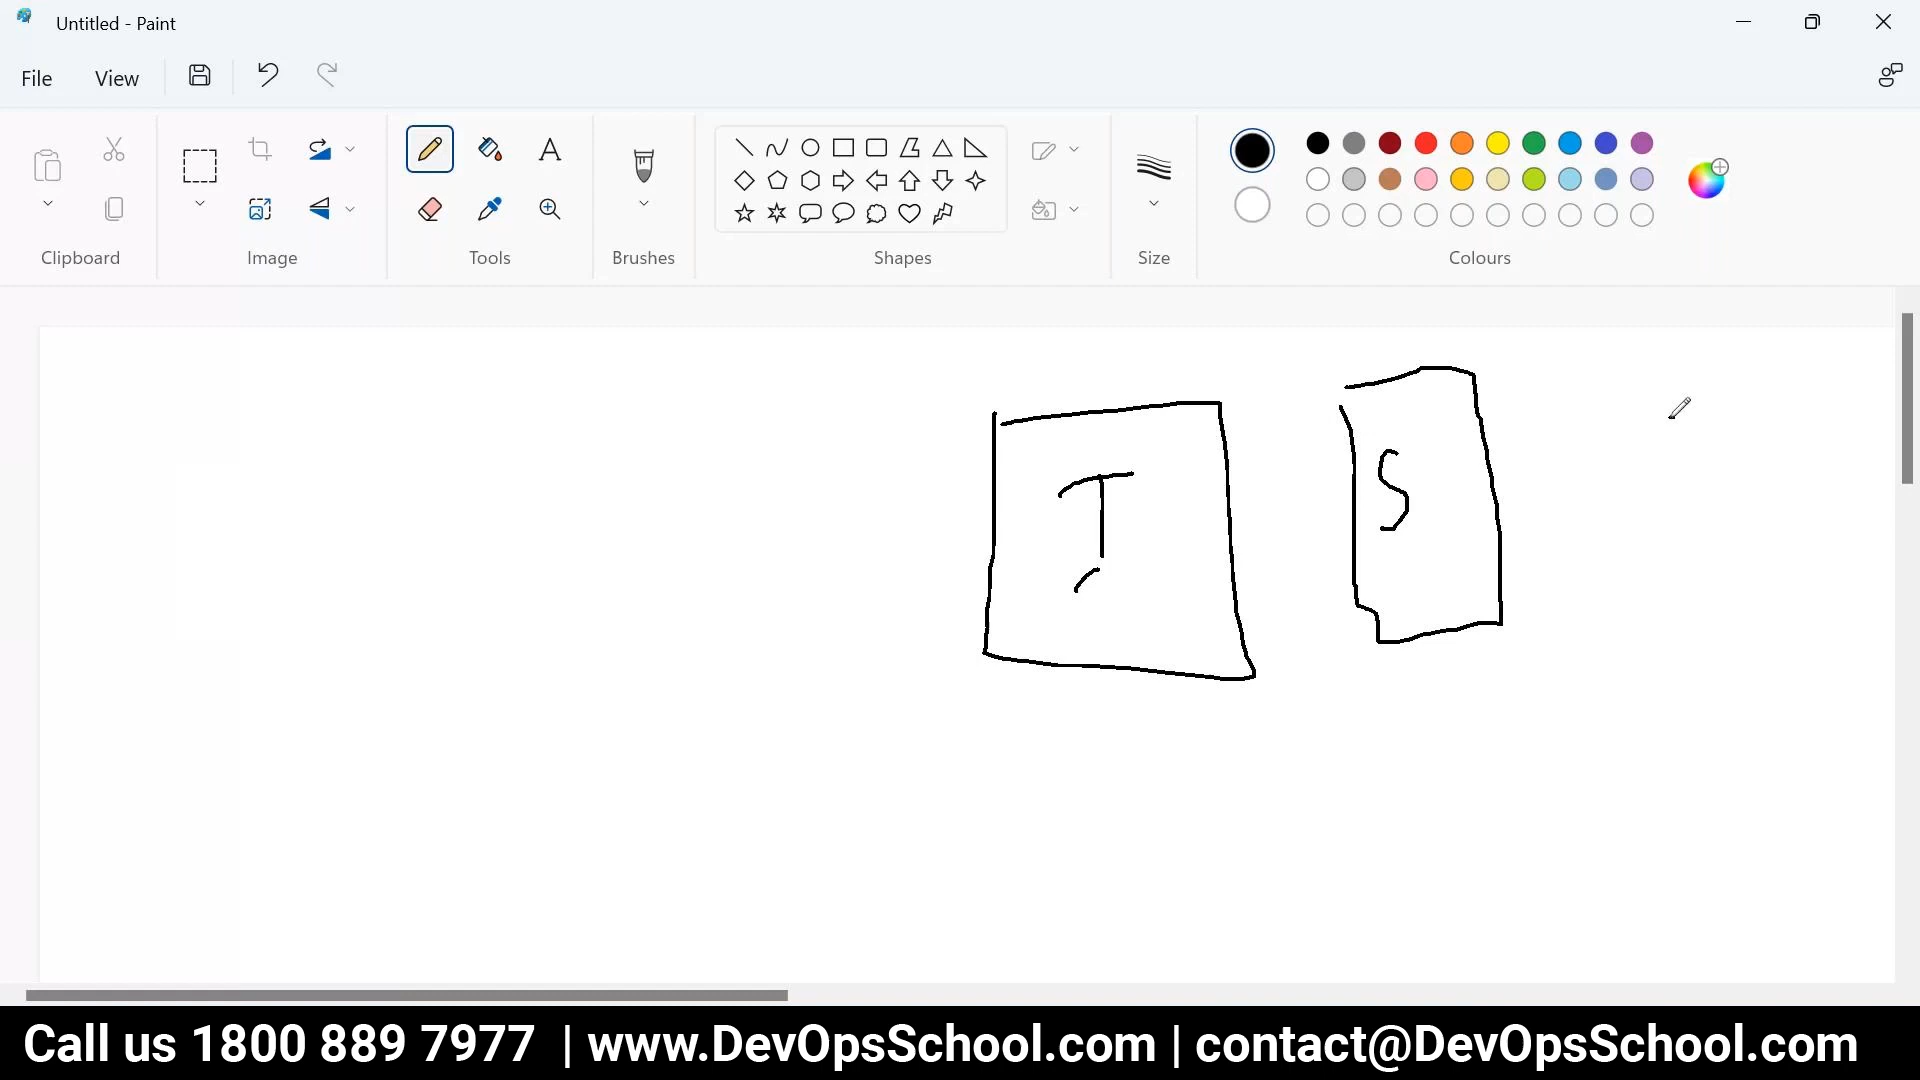 Untitled - Paint
File View
Clipboard Image Tools Brushes Shapes Size Colours
T S
Call us 1800 889 7977 | www.DevOpsSchool.com | contact@DevOpsSchool.com